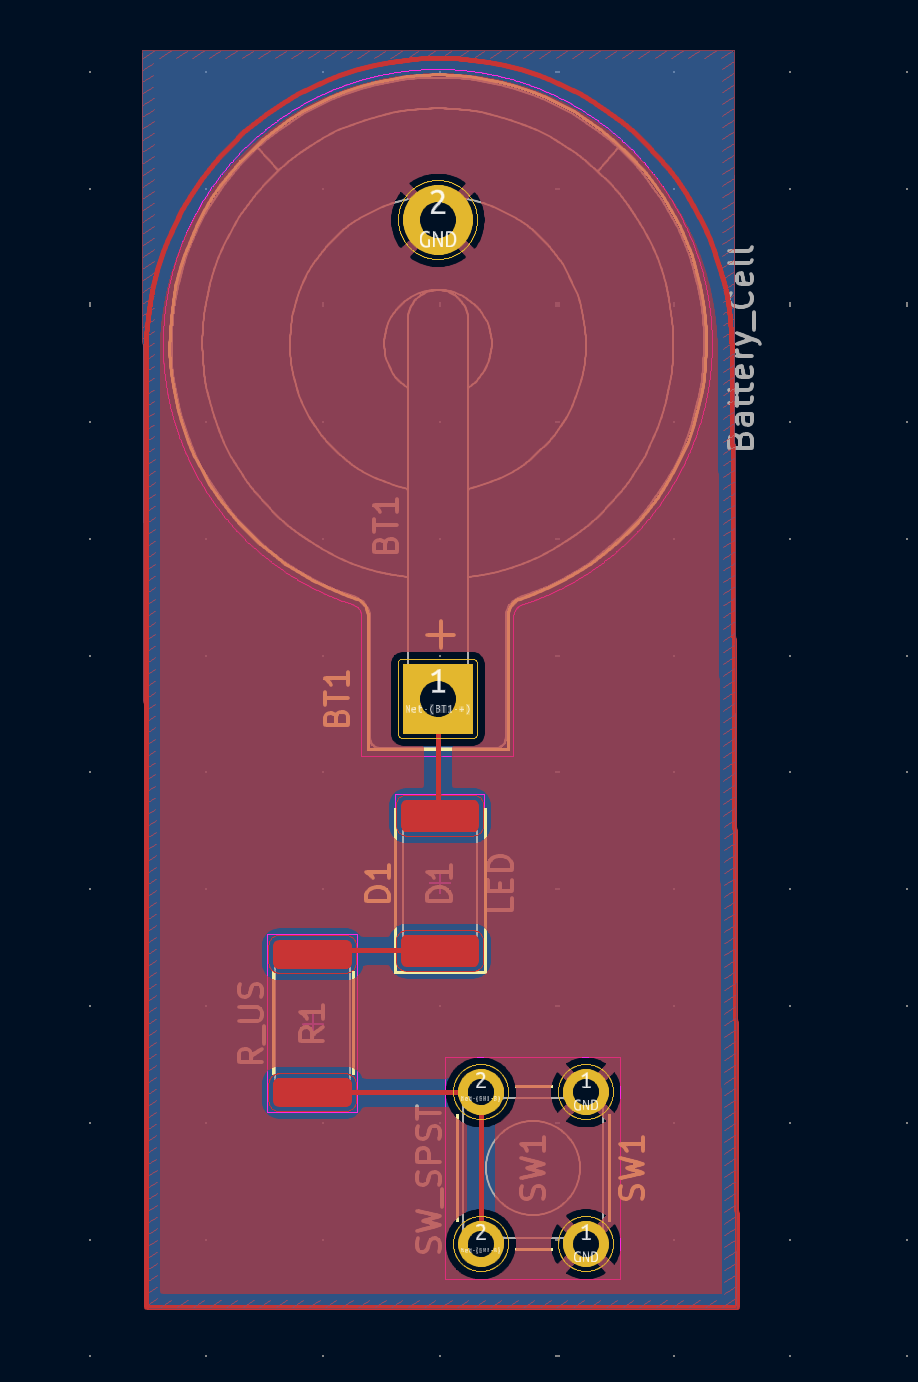 2
GND
Battery_Cell
BT1
+
BT1
1
Net-(BT1-+)
D1
D1
LED
R_US
R1
2
1
GND
SW_SPST
SW1
SW1
2
1
GND